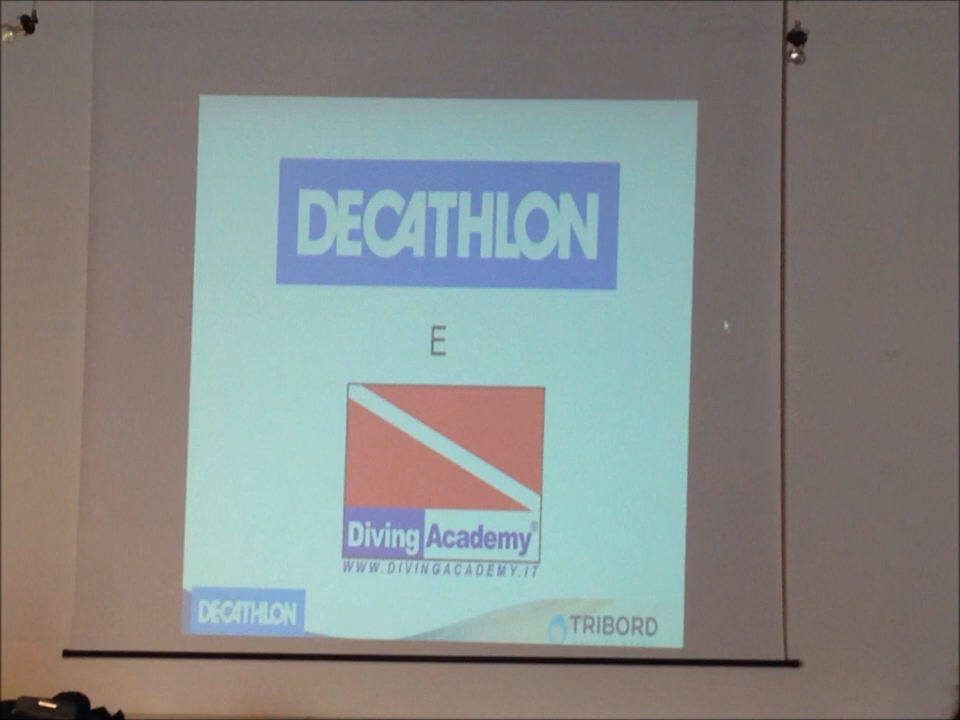 DECATHLON
E
Diving Academy®
WWW.DIVINGACADEMY.IT
DECATHLON
TRIBORD